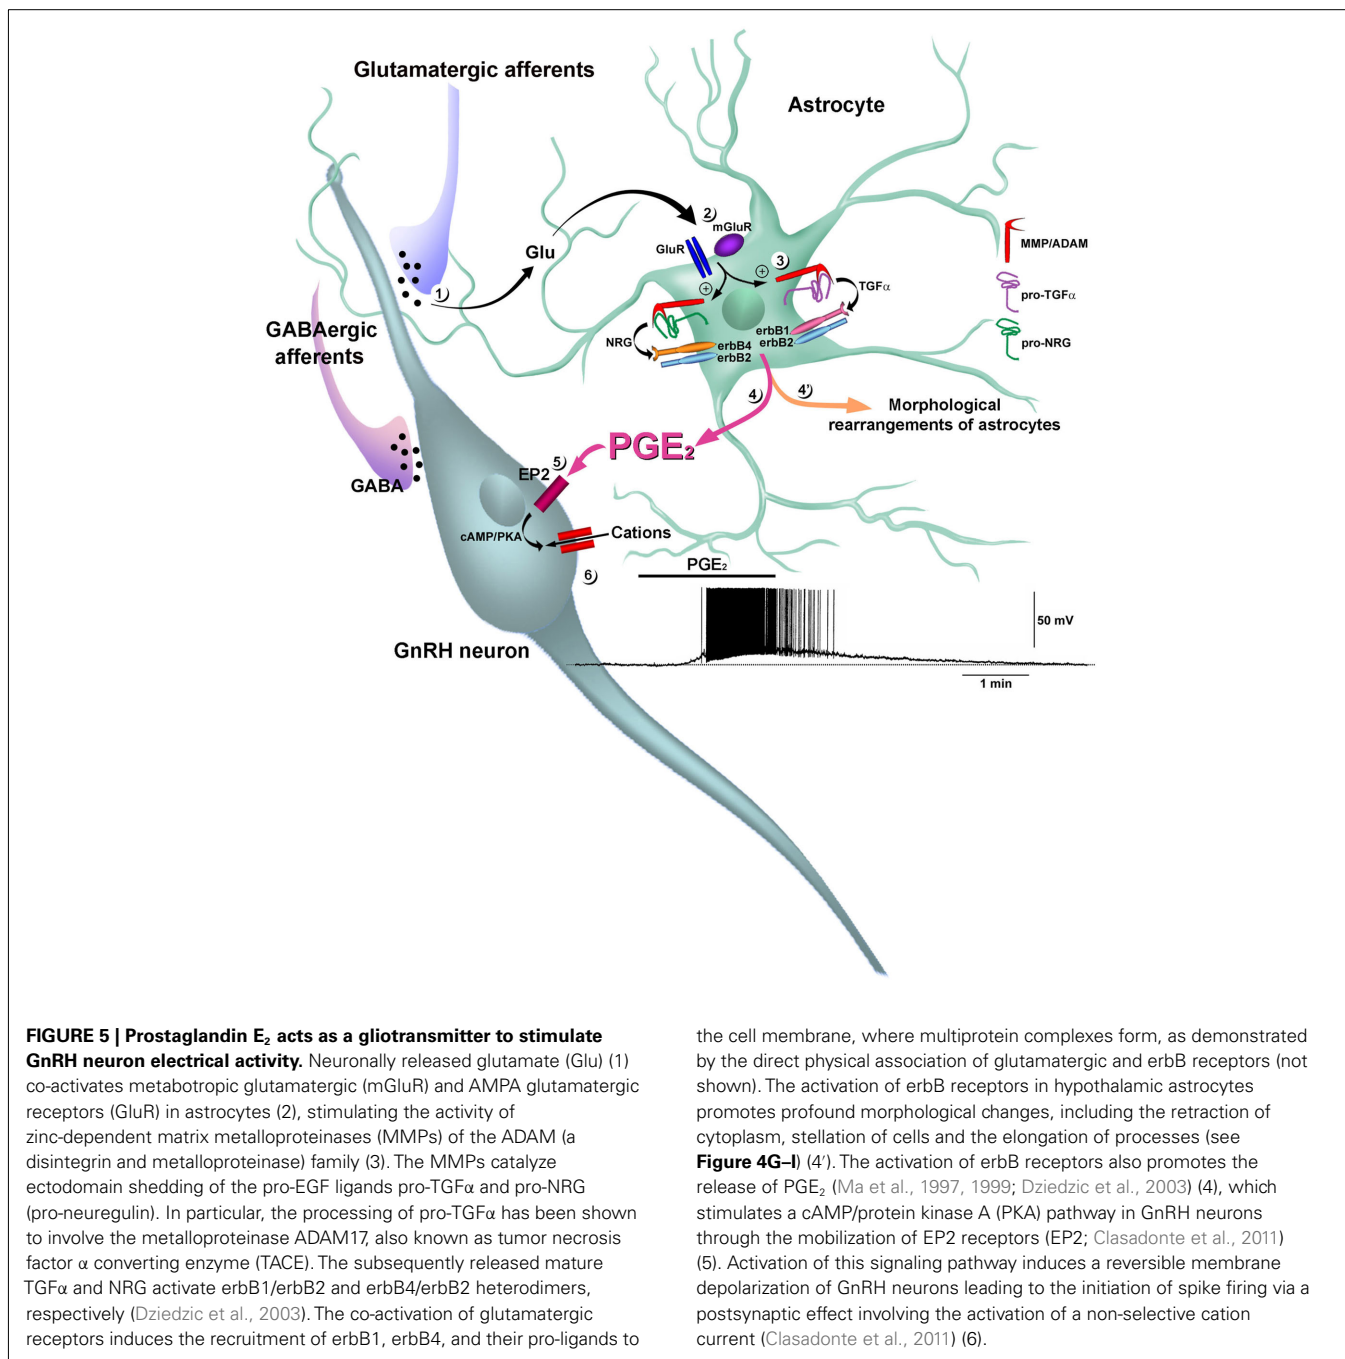 Glutamatergic afferents
Astrocyte
2)
mGluR
GluR
Glu
3
MMP/ADAM
+
+
TGFα
pro-TGFα
1)
GABAergic
afferents
NRG
erbB1
erbB2
erbB4
erbB2
pro-NRG
4)
4')
Morphological
rearrangements of astrocytes
PGE₂
5)
EP2
GABA
cAMP/PKA
Cations
6)
PGE₂
50 mV
GnRH neuron
1 min
FIGURE 5 | Prostaglandin E₂ acts as a gliotransmitter to stimulate
GnRH neuron electrical activity. Neuronally released glutamate (Glu) (1)
co-activates metabotropic glutamatergic (mGluR) and AMPA glutamatergic
receptors (GluR) in astrocytes (2), stimulating the activity of
zinc-dependent matrix metalloproteinases (MMPs) of the ADAM (a
disintegrin and metalloproteinase) family (3). The MMPs catalyze
ectodomain shedding of the pro-EGF ligands pro-TGFα and pro-NRG
(pro-neuregulin). In particular, the processing of pro-TGFα has been shown
to involve the metalloproteinase ADAM17, also known as tumor necrosis
factor α converting enzyme (TACE). The subsequently released mature
TGFα and NRG activate erbB1/erbB2 and erbB4/erbB2 heterodimers,
respectively (Dziedzic et al., 2003). The co-activation of glutamatergic
receptors induces the recruitment of erbB1, erbB4, and their pro-ligands to
the cell membrane, where multiprotein complexes form, as demonstrated
by the direct physical association of glutamatergic and erbB receptors (not
shown). The activation of erbB receptors in hypothalamic astrocytes
promotes profound morphological changes, including the retraction of
cytoplasm, stellation of cells and the elongation of processes (see
Figure 4G–I) (4'). The activation of erbB receptors also promotes the
release of PGE₂ (Ma et al., 1997, 1999; Dziedzic et al., 2003) (4), which
stimulates a cAMP/protein kinase A (PKA) pathway in GnRH neurons
through the mobilization of EP2 receptors (EP2; Clasadonte et al., 2011)
(5). Activation of this signaling pathway induces a reversible membrane
depolarization of GnRH neurons leading to the initiation of spike firing via a
postsynaptic effect involving the activation of a non-selective cation
current (Clasadonte et al., 2011) (6).